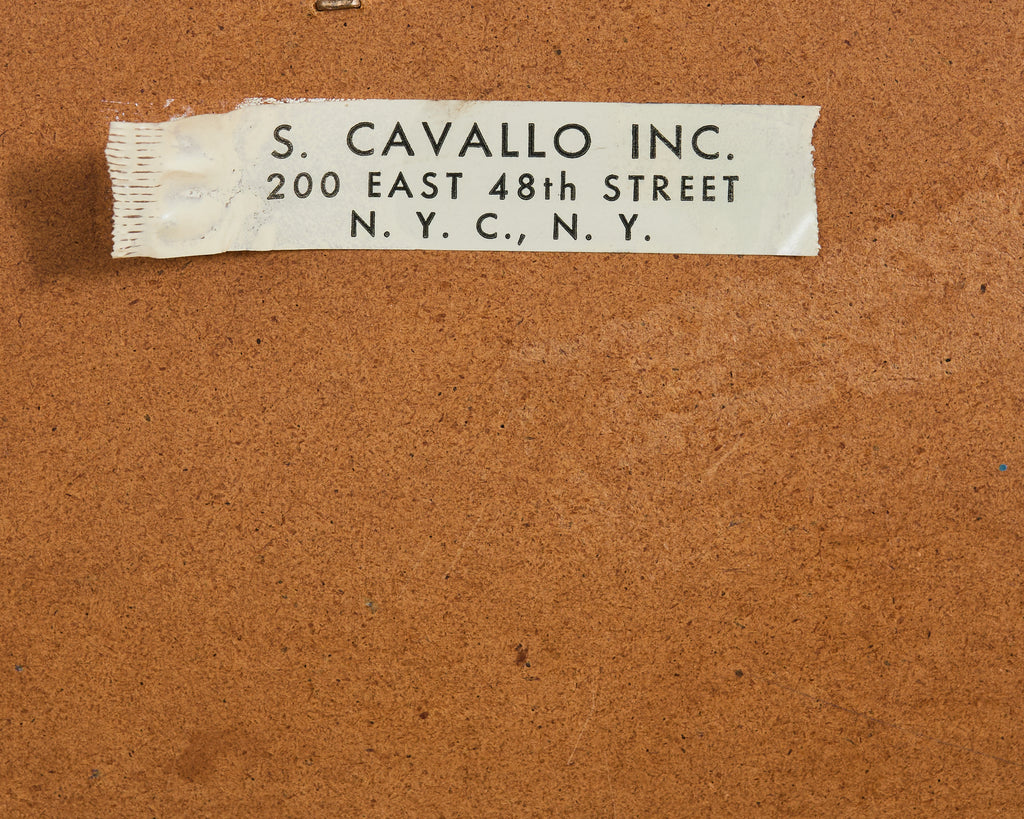 S. CAVALLO INC.
200 EAST 48th STREET
N. Y. C., N. Y.